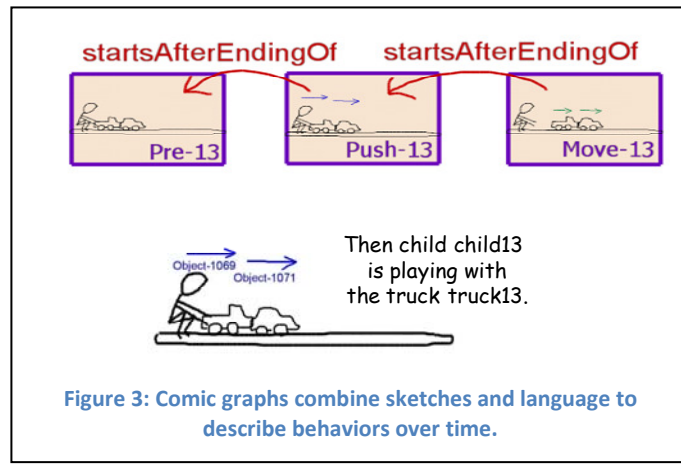 startsAfterEndingOf startsAfterEndingOf
Pre-13 Push-13 Move-13
Object-1069
Object-1071
Then child child13
is playing with
the truck truck13.
Figure 3: Comic graphs combine sketches and language to
describe behaviors over time.